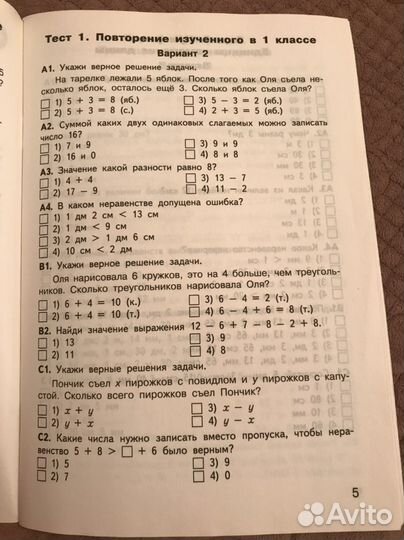 Тест 1. Повторение изученного в 1 классе
Вариант 2
А1. Укажи верное решение задачи.
На тарелке лежали 5 яблок. После того как Оля съела не-
сколько яблок, осталось ещё 3. Сколько яблок съела Оля?
1) 5 + 3 = 8 (яб.) 3) 5 − 3 = 2 (яб.)
2) 5 + 3 = 8 (с.) 4) 2 + 3 = 5 (яб.)
А2. Суммой каких двух одинаковых слагаемых можно записать
число 16?
1) 7 и 9 3) 9 и 9
2) 16 и 0 4) 8 и 8
А3. Значение какой разности равно 8?
1) 4 + 4 3) 13 − 7
2) 17 − 9 4) 11 − 2
А4. В каком неравенстве допущена ошибка?
1) 1 дм 2 см < 13 см
2) 1 дм < 9 см
3) 2 дм > 1 дм 6 см
4) 10 см < 2 дм
В1. Укажи верное решение задачи.
Оля нарисовала 6 кружков, это на 4 больше, чем треуголь-
ников. Сколько треугольников нарисовала Оля?
1) 6 + 4 = 10 (к.) 3) 6 − 4 = 2 (т.)
2) 6 + 4 = 10 (т.) 4) 6 − 4 + 6 = 8 (т.)
В2. Найди значение выражения 12 − 6 + 7 − 8 − 2 + 8.
1) 13 3) 9
2) 11 4) 8
С1. Укажи верные решения задачи.
Пончик съел x пирожков с повидлом и y пирожков с капу-
стой. Сколько всего пирожков съел Пончик?
1) x + y 3) x − y
2) y + x 4) y − x
С2. Какие числа нужно записать вместо пропуска, чтобы нера-
венство 5 + 8 > □ + 6 было верным?
1) 5 3) 9
2) 7 4) 0
5
Avito